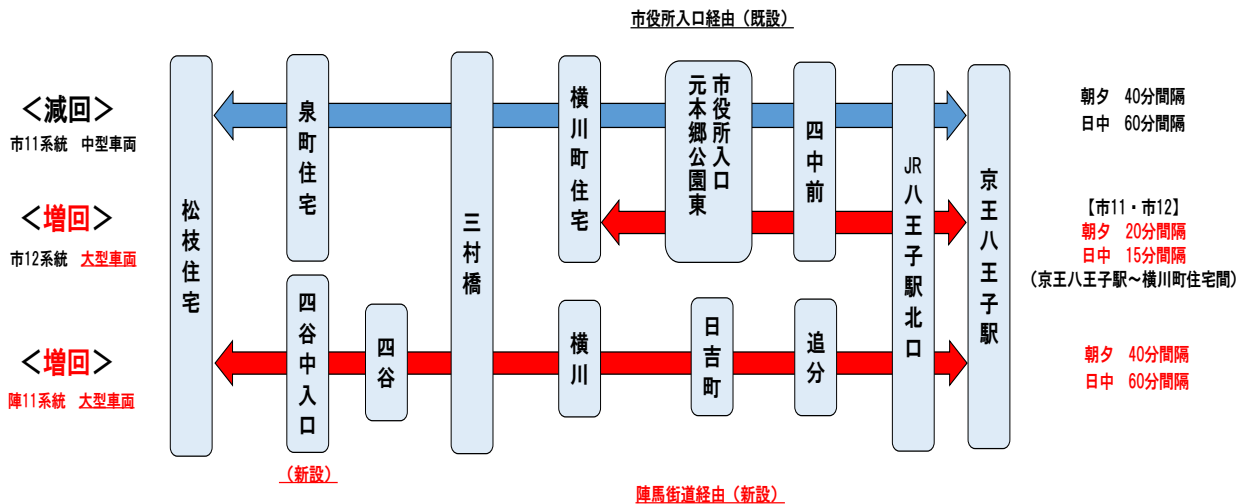 市役所入口経由（既設）
＜減回＞
市11系統　中型車両
＜増回＞
市12系統　大型車両
＜増回＞
陣11系統　大型車両
松枝住宅
泉町住宅
四谷中入口
（新設）
四谷
三村橋
横川町住宅
横川
市役所入口
元本郷公園東
日吉町
四中前
追分
JR八王子駅北口
京王八王子駅
朝夕　40分間隔
日中　60分間隔
【市11・市12】
朝夕　20分間隔
日中　15分間隔
（京王八王子駅～横川町住宅間）
朝夕　40分間隔
日中　60分間隔
陣馬街道経由（新設）